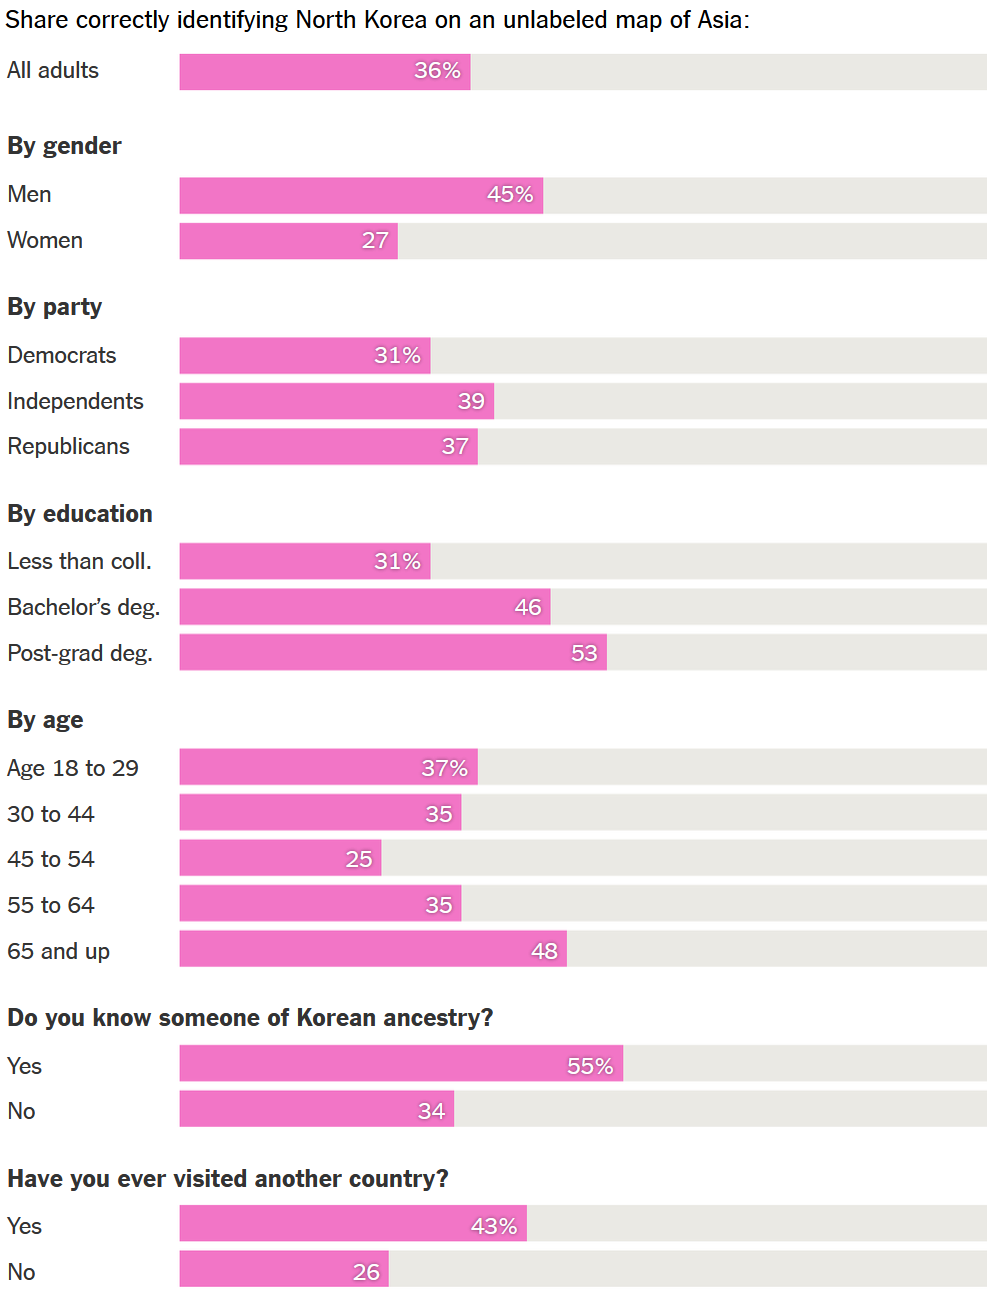 Share correctly identifying North Korea on an unlabeled map of Asia:
All adults 36%
By gender
Men 45%
Women 27
By party
Democrats 31%
Independents 39
Republicans 37
By education
Less than coll. 31%
Bachelor’s deg. 46
Post-grad deg. 53
By age
Age 18 to 29 37%
30 to 44 35
45 to 54 25
55 to 64 35
65 and up 48
Do you know someone of Korean ancestry?
Yes 55%
No 34
Have you ever visited another country?
Yes 43%
No 26